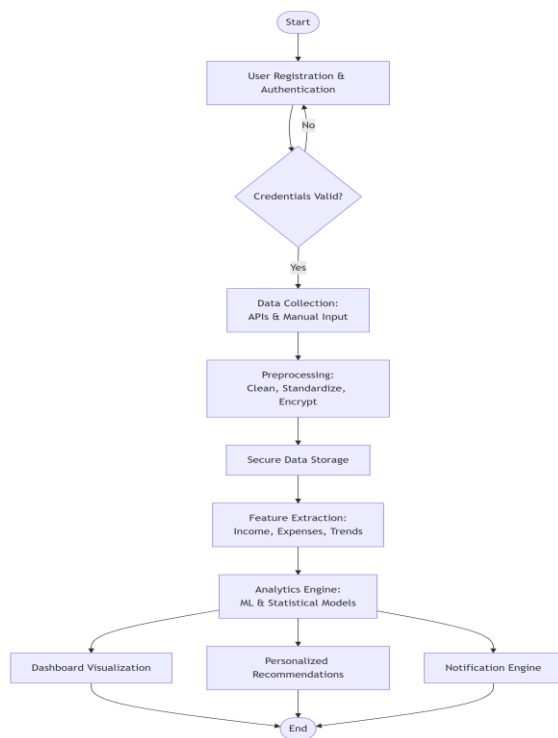 Start
User Registration &
Authentication
No
Credentials Valid?
Yes
Data Collection:
APIs & Manual Input
Preprocessing:
Clean, Standardize,
Encrypt
Secure Data Storage
Feature Extraction:
Income, Expenses, Trends
Analytics Engine:
ML & Statistical Models
Dashboard Visualization
Personalized
Recommendations
Notification Engine
End